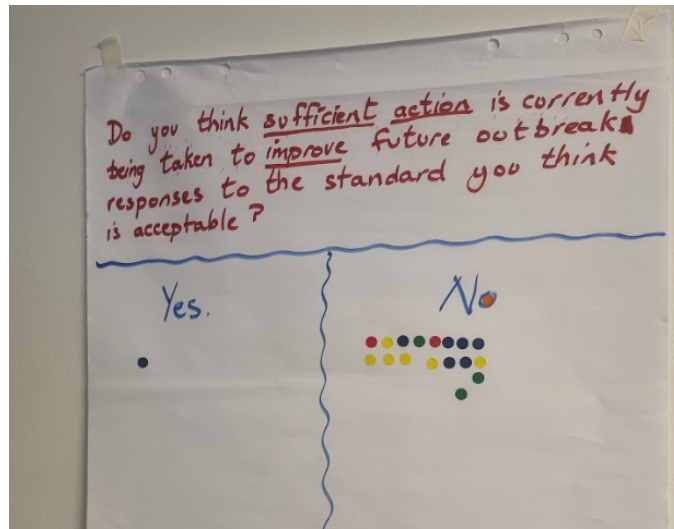 Do you think sufficient action is currently
being taken to improve future outbreak
responses to the standard you think
is acceptable?
Yes.
No